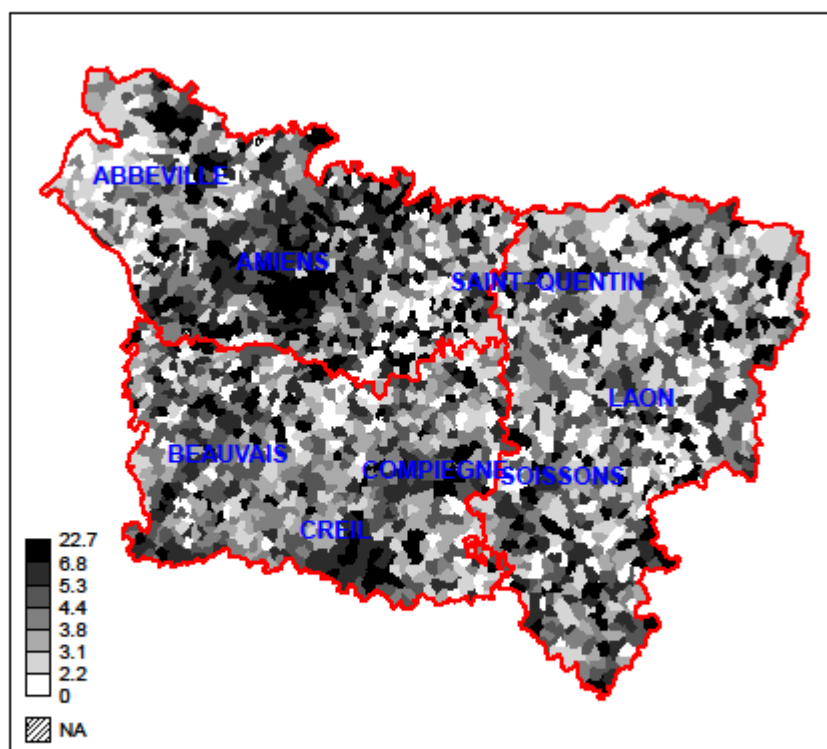 ABBEVILLE
AMIENS
SAINT-QUENTIN
LAON
BEAUVAIS
COMPIEGNE
SOISSONS
CREIL
22.7
6.8
5.3
4.4
3.8
3.1
2.2
0
NA